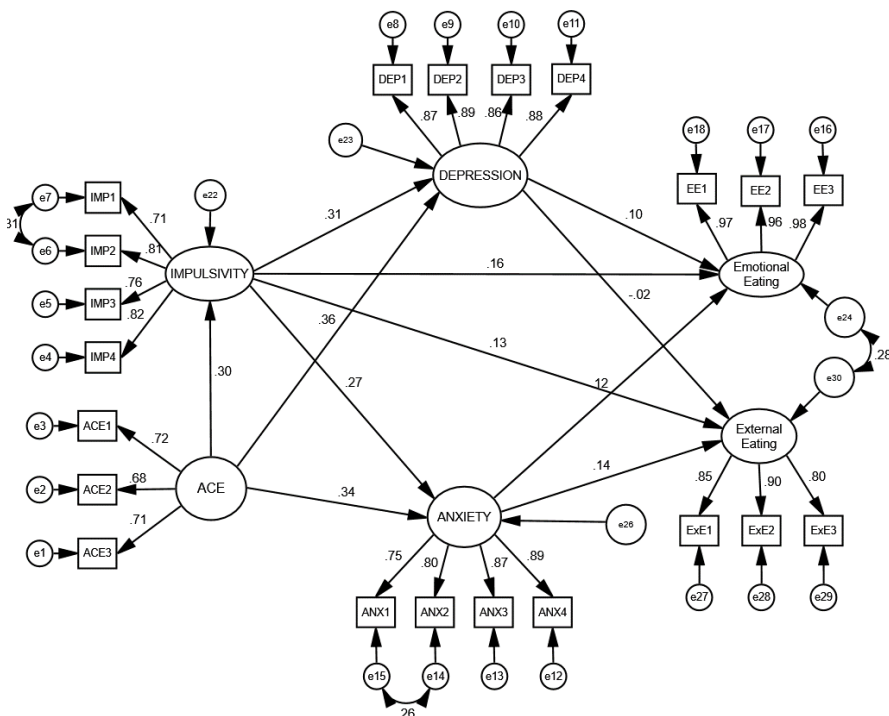 e8
e9
e10
e11
DEP1
DEP2
DEP3
DEP4
.87
.89
.86
.88
e23
DEPRESSION
e18
e17
e16
EE1
EE2
EE3
.97
.96
.98
Emotional
Eating
e24
.28
e30
e7
IMP1
e22
.71
e6
IMP2
.81
IMPULSIVITY
e5
IMP3
.76
e4
IMP4
.82
.31
.10
.16
-.02
.36
.13
.30
.27
.12
e3
ACE1
.72
e2
ACE2
.68
ACE
e1
ACE3
.71
.34
ANXIETY
.14
e26
External
Eating
.85
.90
.80
ExE1
ExE2
ExE3
e27
e28
e29
.75
.80
.87
.89
ANX1
ANX2
ANX3
ANX4
e15
e14
e13
e12
.26